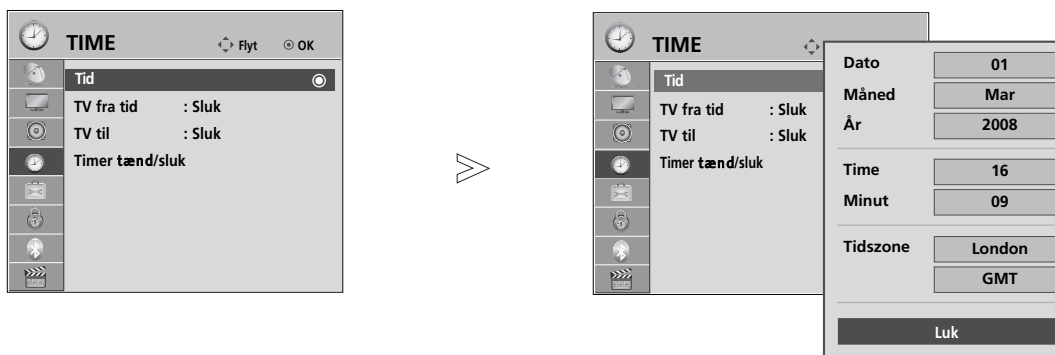 TIME Flyt OK
Tid
TV fra tid : Sluk
TV til : Sluk
Timer tænd/sluk
TIME
Tid
TV fra tid : Sluk
TV til : Sluk
Timer tænd/sluk
Dato 01
Måned Mar
År 2008
Time 16
Minut 09
Tidszone London
GMT
Luk